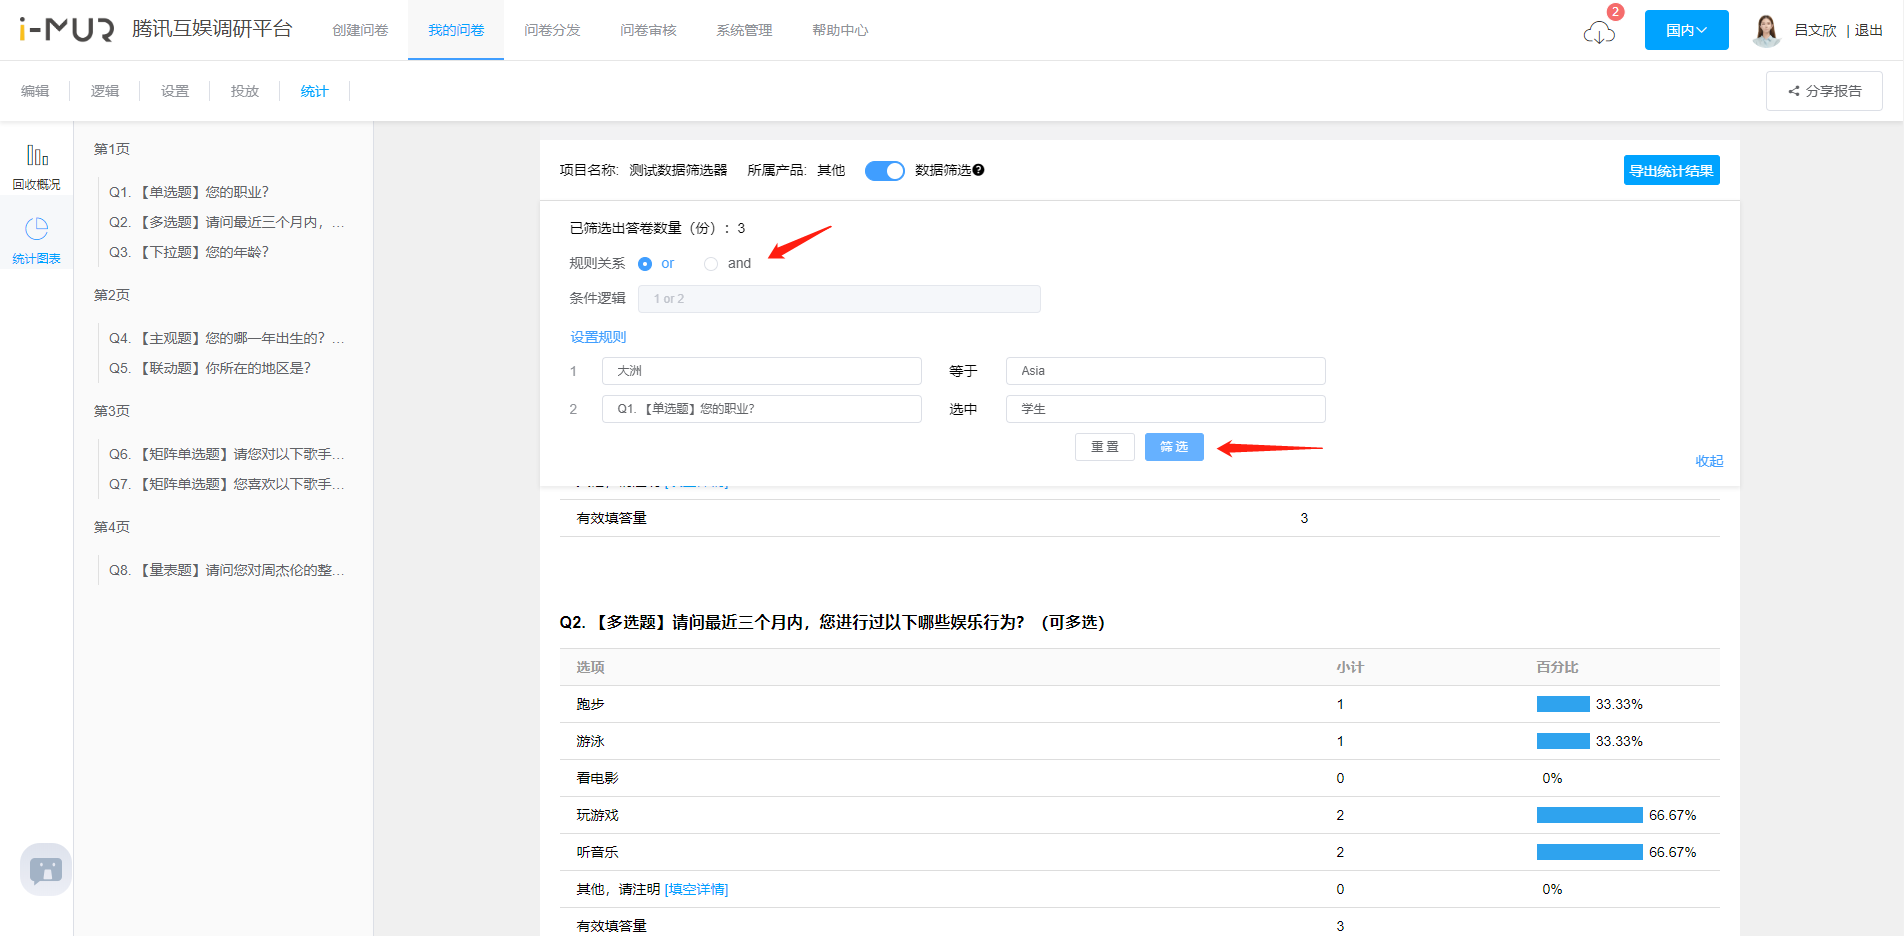 i-MUR 腾讯互娱调研平台 创建问卷 我的问卷 问卷分发 问卷审核 系统管理 帮助中心 2 国内 吕文欣 | 退出
编辑 逻辑 设置 投放 统计 分享报告
回收概况
统计图表
第1页
Q1. 【单选题】您的职业?
Q2. 【多选题】请问最近三个月内，...
Q3. 【下拉题】您的年龄?
第2页
Q4. 【主观题】您的哪一年出生的? ...
Q5. 【联动题】你所在的地区是?
第3页
Q6. 【矩阵单选题】请您对以下歌手...
Q7. 【矩阵单选题】您喜欢以下歌手...
第4页
Q8. 【量表题】请问您对周杰伦的整...
项目名称: 测试数据筛选器 所属产品: 其他 数据筛选? 导出统计结果
已筛选出答卷数量（份）: 3
规则关系 or and
条件逻辑 1 or 2
设置规则
1 大洲 等于 Asia
2 Q1. 【单选题】您的职业? 选中 学生
重置 筛选
收起
有效填答量 3
Q2. 【多选题】请问最近三个月内，您进行过以下哪些娱乐行为? （可多选）
选项 小计 百分比
跑步 1 33.33%
游泳 1 33.33%
看电影 0 0%
玩游戏 2 66.67%
听音乐 2 66.67%
其他，请注明 [填空详情] 0 0%
有效填答量 3